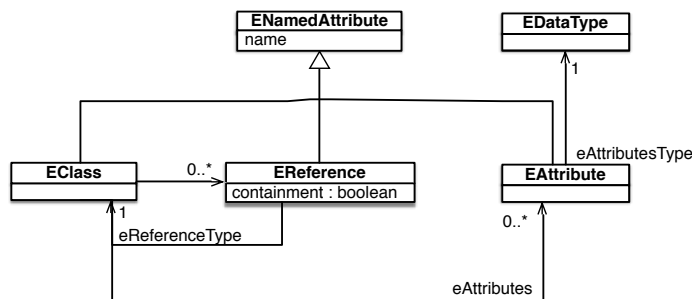 ENamedAttribute
name
EDataType
1
eAttributesType
EClass
0..*
EReference
containment : boolean
EAttribute
1
eReferenceType
0..*
eAttributes